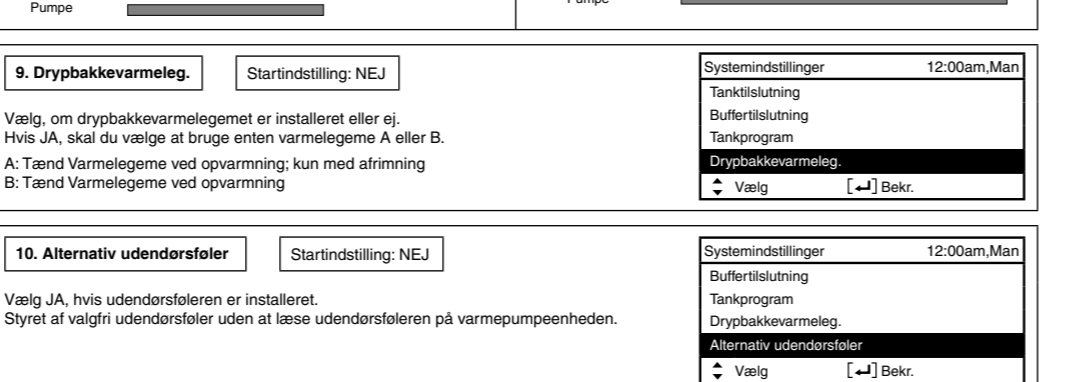 Pumpe
Pumpe
9. Drypbakkevarmeleg.
Startindstilling: NEJ
Vælg, om drypbakkevarmelegemet er installeret eller ej.
Hvis JA, skal du vælge at bruge enten varmelegeme A eller B.
A: Tænd Varmelegeme ved opvarmning; kun med afrimning
B: Tænd Varmelegeme ved opvarmning
Systemindstillinger 12:00am,Man
Tanktilslutning
Buffertilslutning
Tankprogram
Drypbakkevarmeleg.
Vælg [↵] Bekr.
10. Alternativ udendørsføler
Startindstilling: NEJ
Vælg JA, hvis udendørsføleren er installeret.
Styret af valgfri udendørsføler uden at læse udendørsføleren på varmepumpeenheden.
Systemindstillinger 12:00am,Man
Buffertilslutning
Tankprogram
Drypbakkevarmeleg.
Alternativ udendørsføler
Vælg [↵] Bekr.